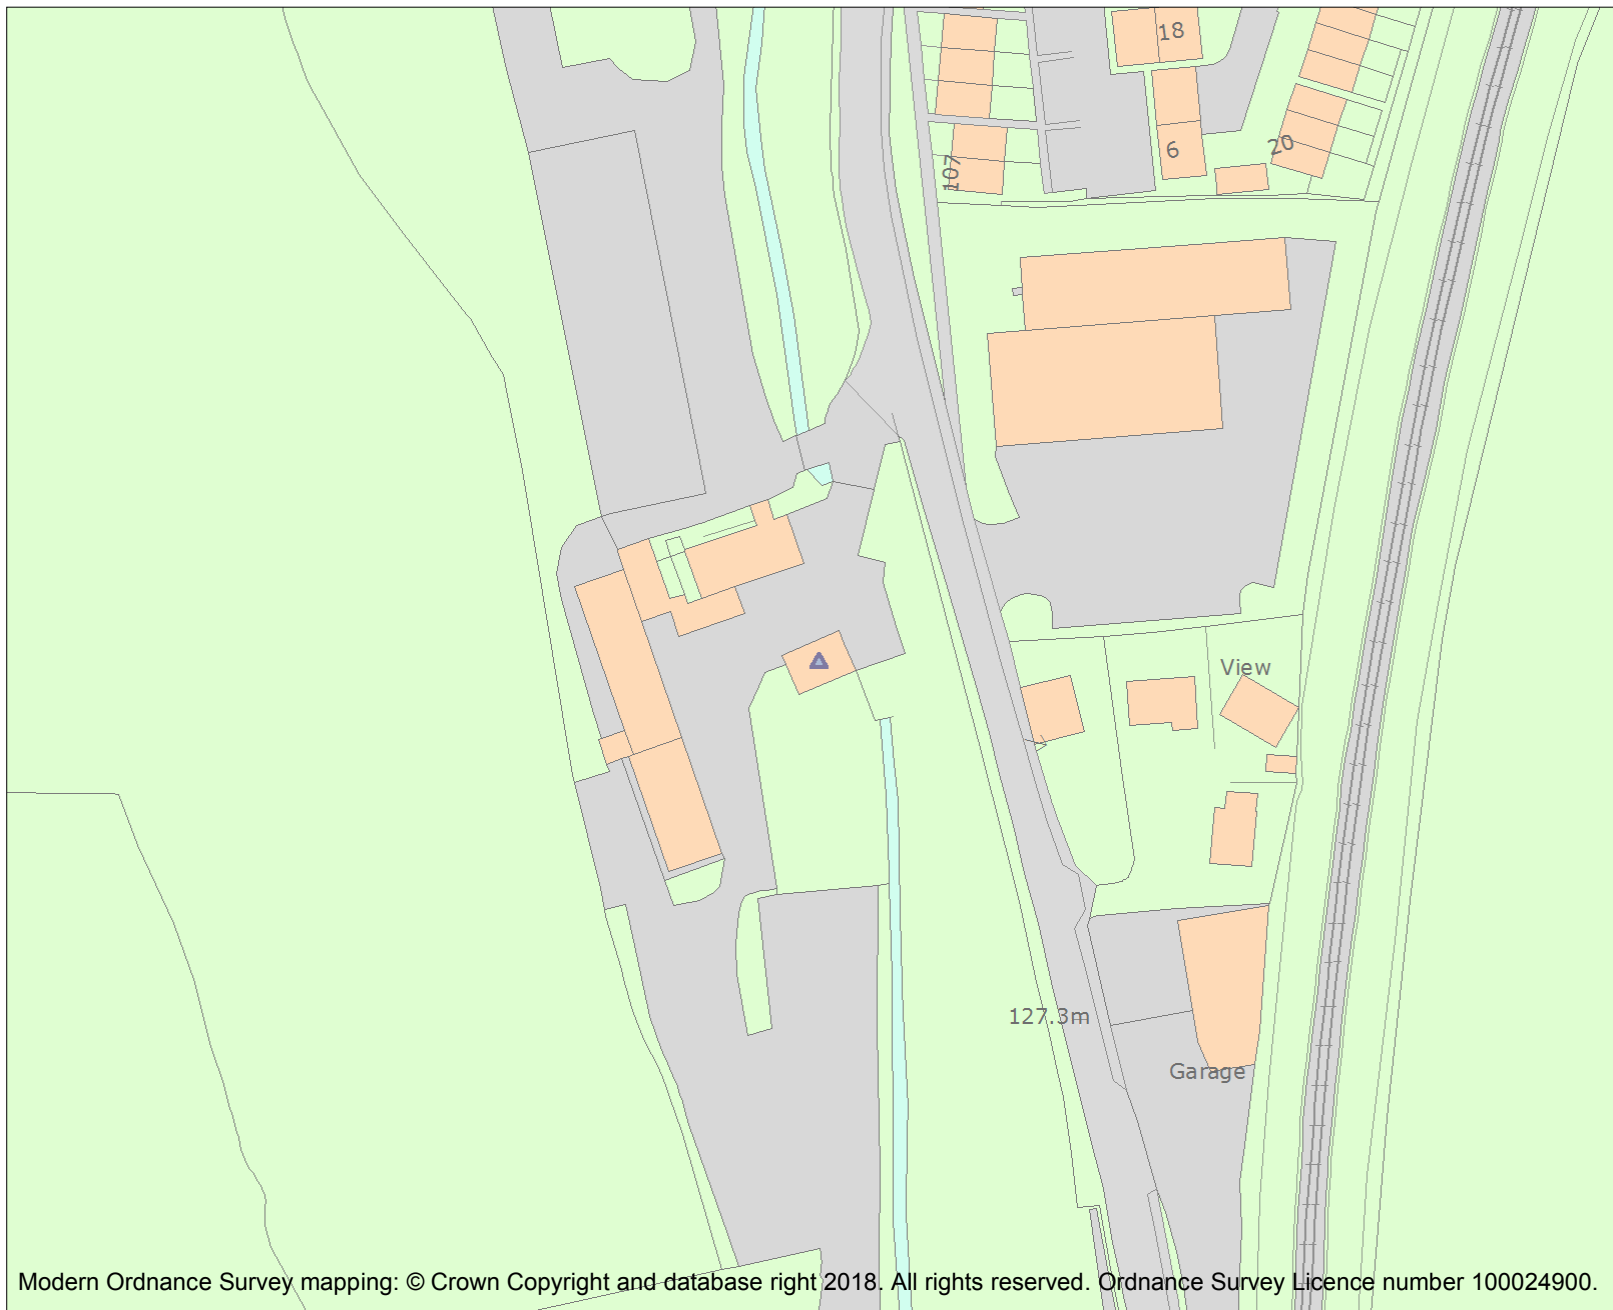 18
6
20
107
View
127.3m
Garage
Modern Ordnance Survey mapping: © Crown Copyright and database right 2018. All rights reserved. Ordnance Survey Licence number 100024900.